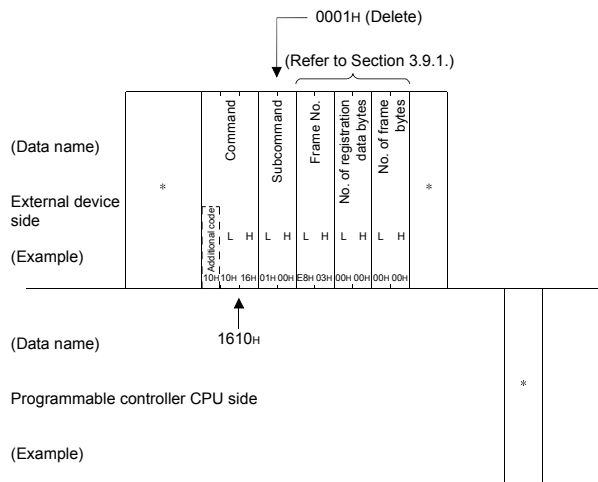 0001H (Delete)
(Refer to Section 3.9.1.)
(Data name)
External device
side
(Example)
*
Additional code
Command
Subcommand
Frame No.
No. of registration
data bytes
No. of frame
bytes
*
L H L H L H L H L H
10H 10H 16H 01H 00H E8H 03H 00H 00H 00H 00H
1610H
(Data name)
Programmable controller CPU side
(Example)
*